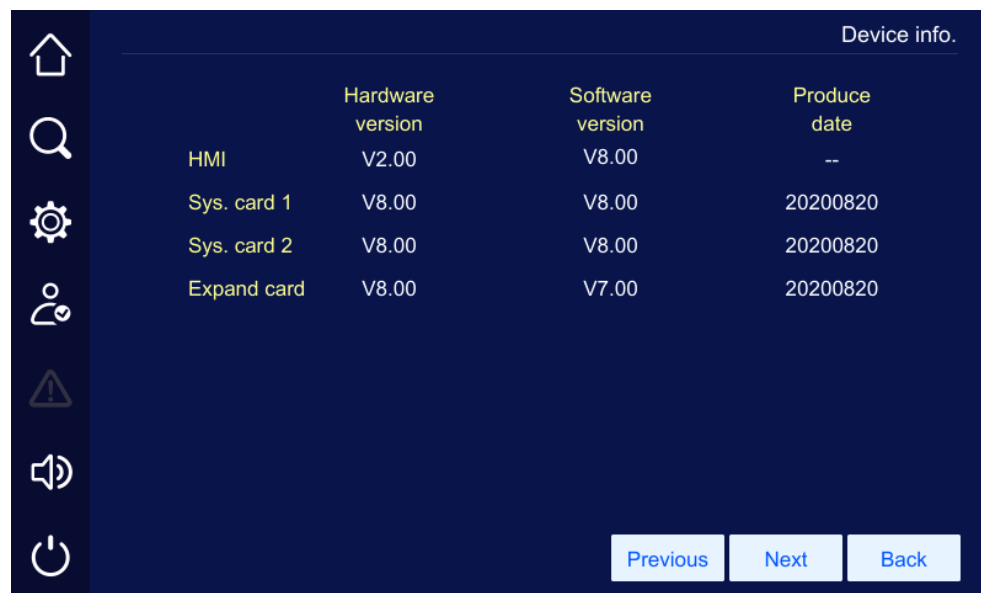 Device info.
Hardware version Software version Produce date
HMI V2.00 V8.00 --
Sys. card 1 V8.00 V8.00 20200820
Sys. card 2 V8.00 V8.00 20200820
Expand card V8.00 V7.00 20200820
Previous Next Back